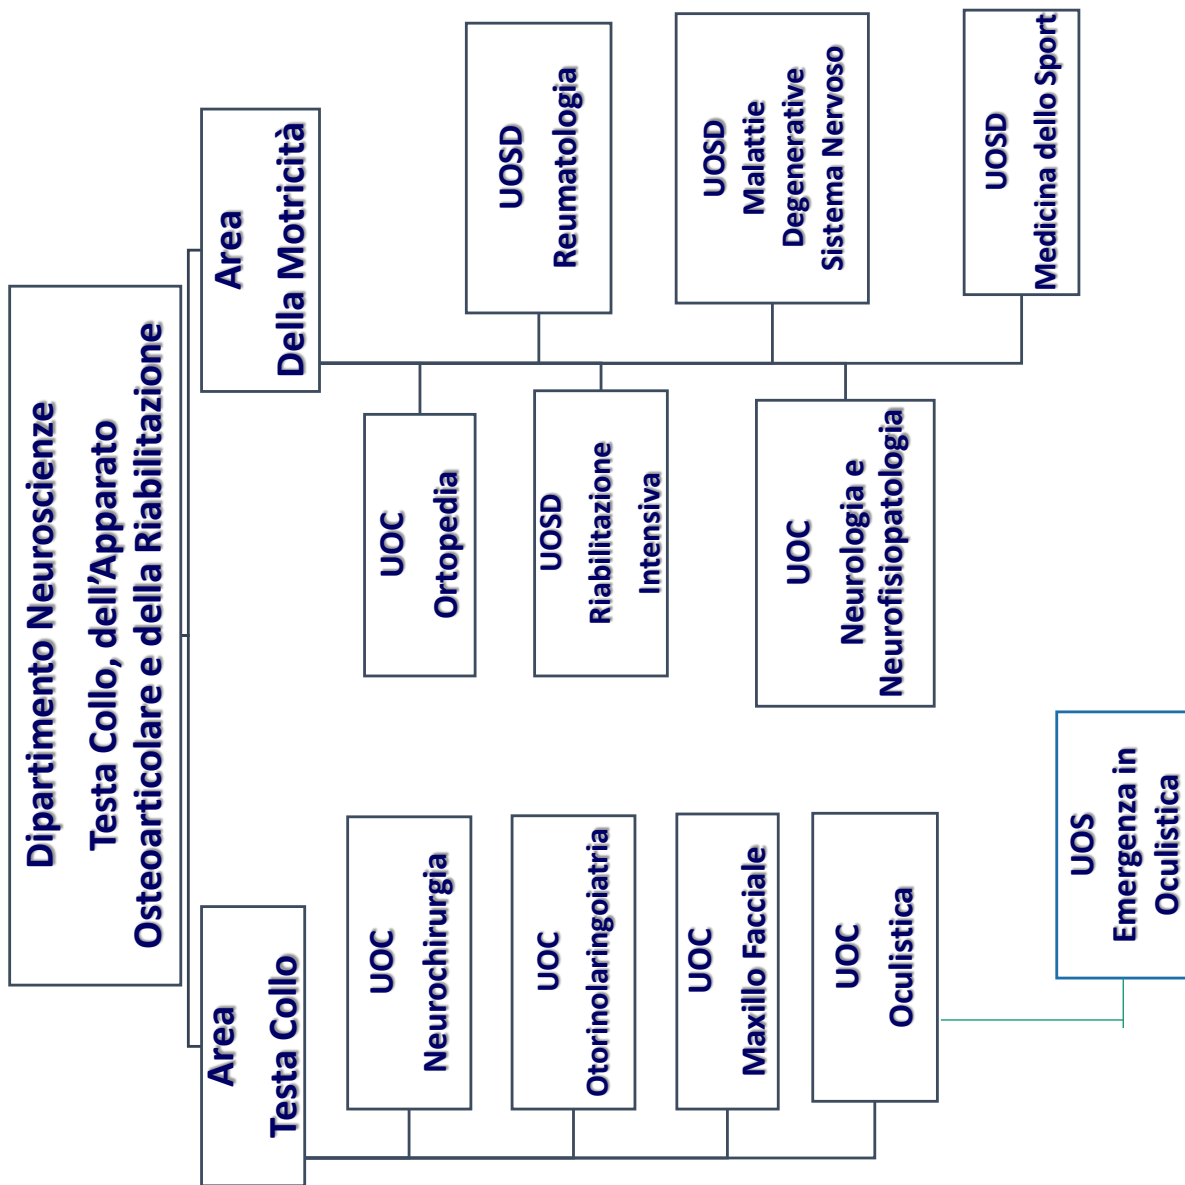 Dipartimento Neuroscienze
Testa Collo, dell'Apparato
Osteoarticolare e della Riabilitazione
Area
Testa Collo
UOC
Neurochirurgia
UOC
Otorinolaringoiatria
UOC
Maxillo Facciale
UOC
Oculistica
UOS
Emergenza in
Oculistica
Area
Della Motricità
UOC
Ortopedia
UOSD
Reumatologia
UOSD
Riabilitazione
Intensiva
UOSD
Malattie
Degenerative
Sistema Nervoso
UOC
Neurologia e
Neurofisiopatologia
UOSD
Medicina dello Sport